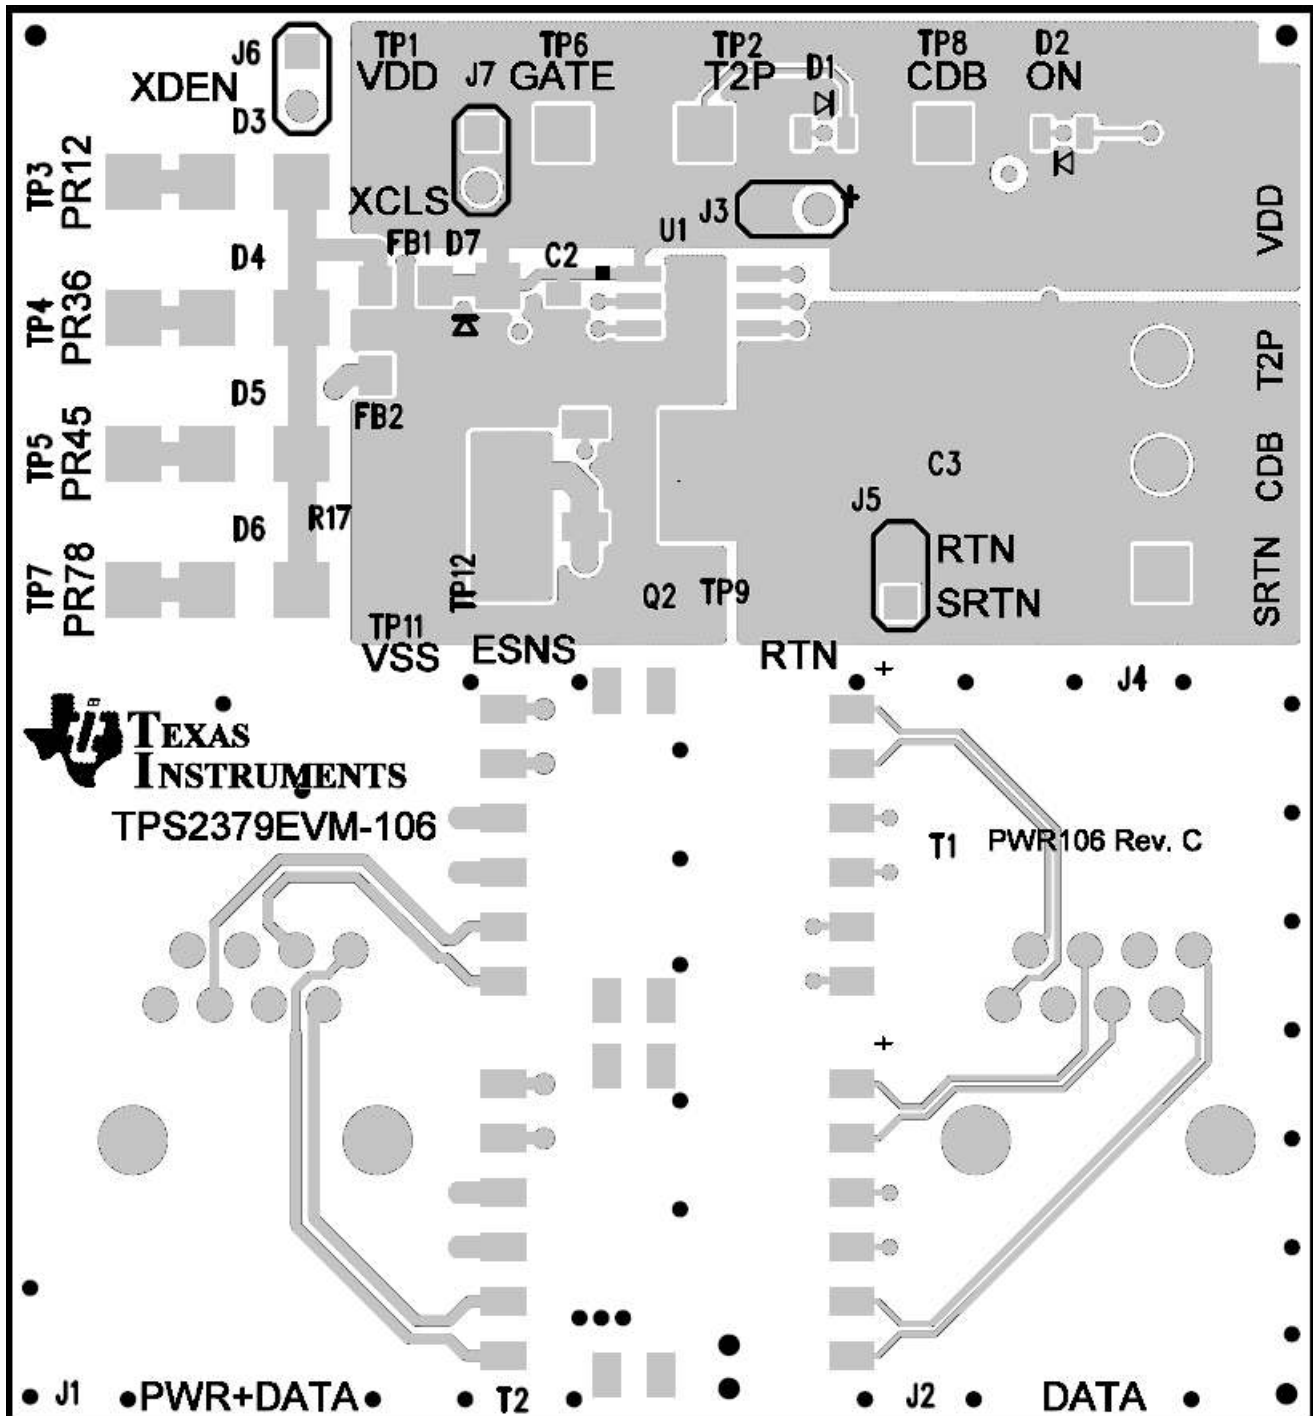 J6
XDEN
D3
TP1
VDD
J7
TP6
GATE
TP2
T2P
D1
TP8
CDB
D2
ON
TP3
PR12
XCLS
J3
+
VDD
D4
FB1
D7
C2
U1
TP4
PR36
T2P
D5
FB2
TP5
PR45
C3
CDB
J5
D6
R17
RTN
TP12
TP7
PR78
Q2
TP9
SRTN
SRTN
TP11
VSS
ESNS
RTN
+
J4
TEXAS
INSTRUMENTS
TPS2379EVM-106
T1
PWR106 Rev. C
+
J1
PWR+DATA
T2
J2
DATA